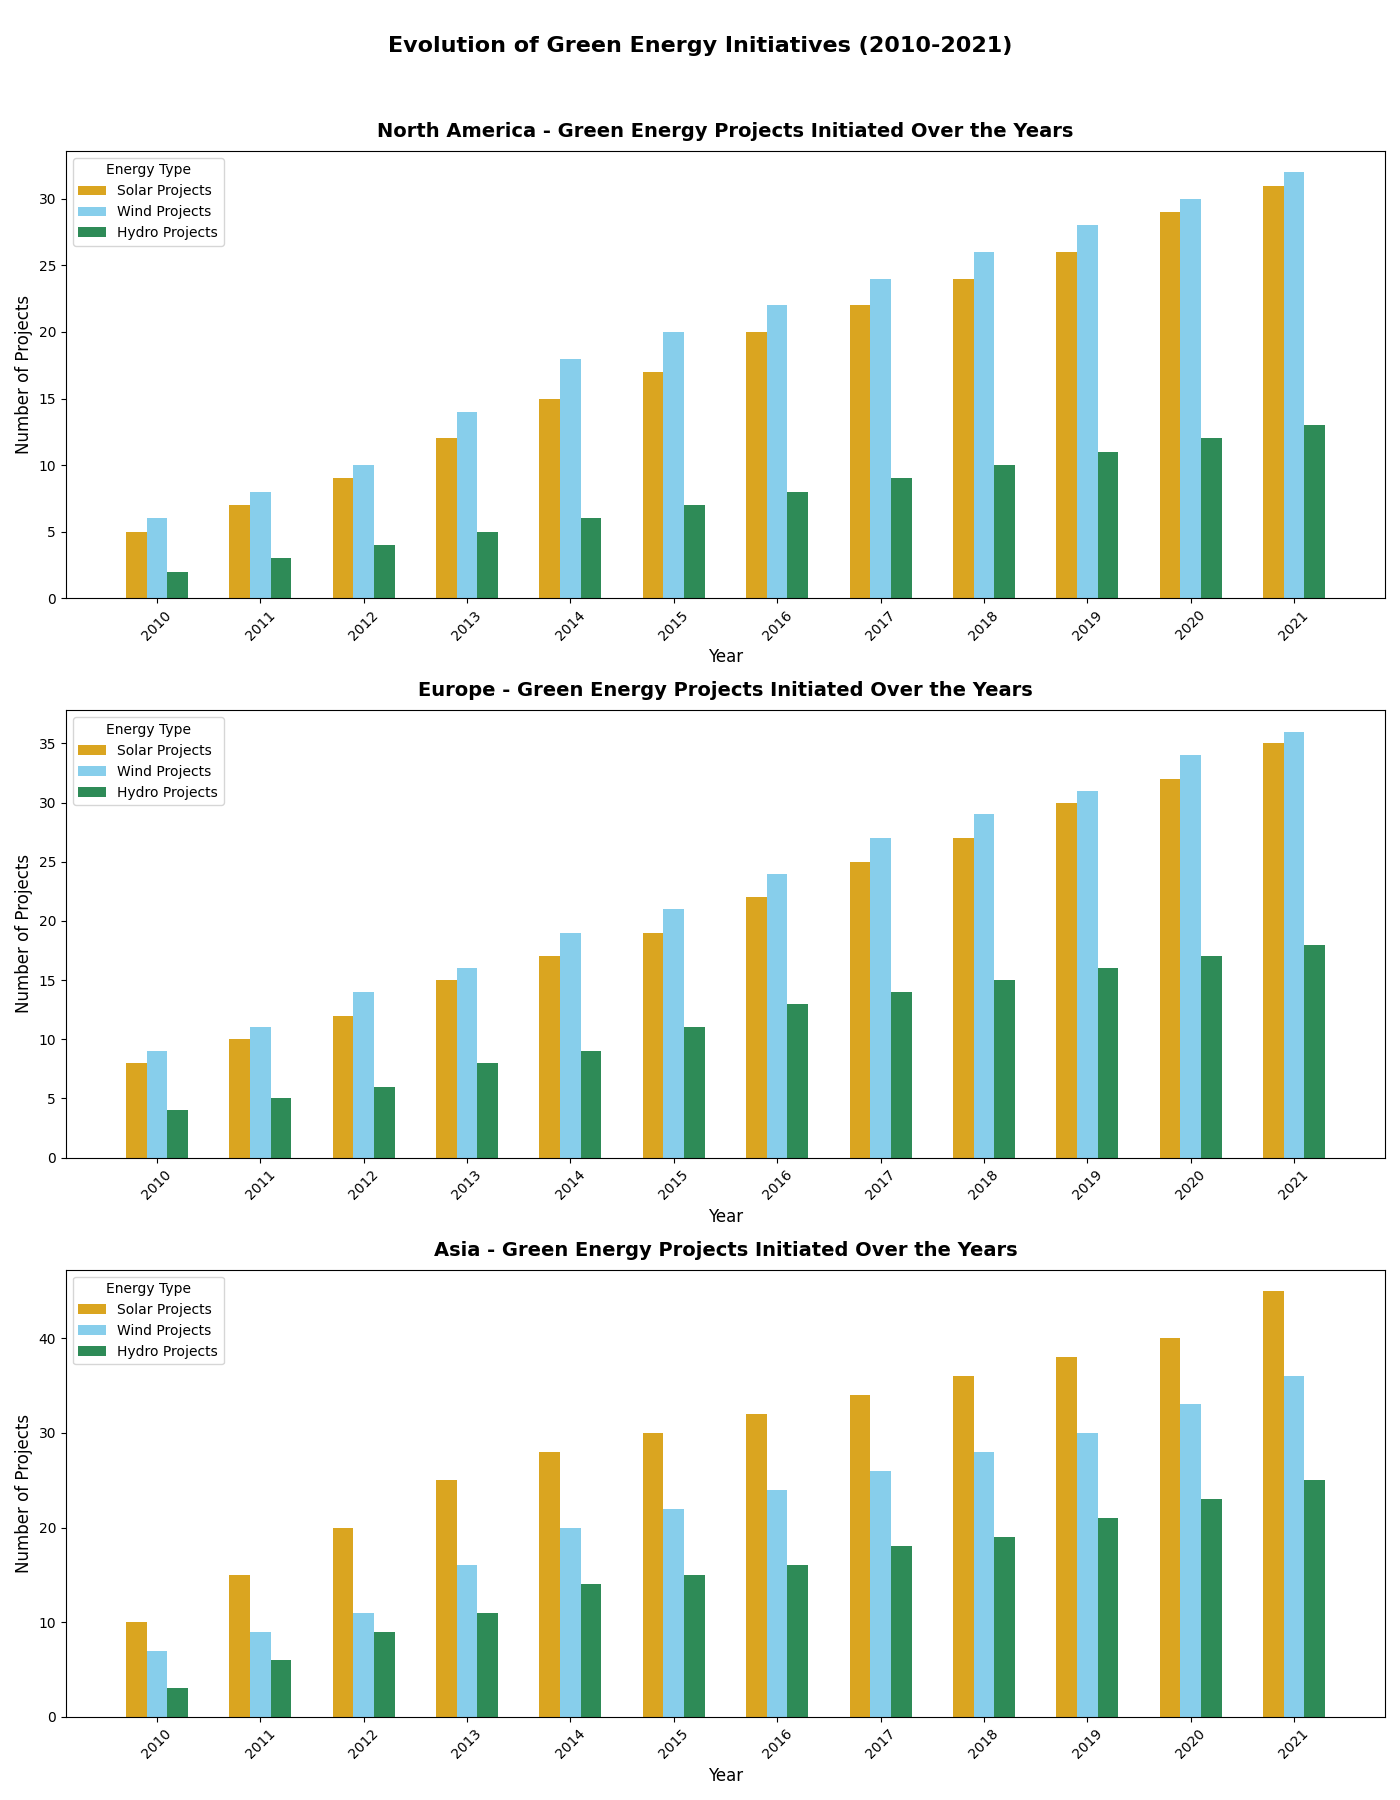 Evolution of Green Energy Initiatives (2010-2021)
North America - Green Energy Projects Initiated Over the Years
Energy Type
Solar Projects
Wind Projects
Hydro Projects
Number of Projects
30
25
20
15
10
5
0
2010 2011 2012 2013 2014 2015 2016 2017 2018 2019 2020 2021
Year
Europe - Green Energy Projects Initiated Over the Years
Energy Type
Solar Projects
Wind Projects
Hydro Projects
Number of Projects
35
30
25
20
15
10
5
0
2010 2011 2012 2013 2014 2015 2016 2017 2018 2019 2020 2021
Year
Asia - Green Energy Projects Initiated Over the Years
Energy Type
Solar Projects
Wind Projects
Hydro Projects
Number of Projects
40
30
20
10
0
2010 2011 2012 2013 2014 2015 2016 2017 2018 2019 2020 2021
Year